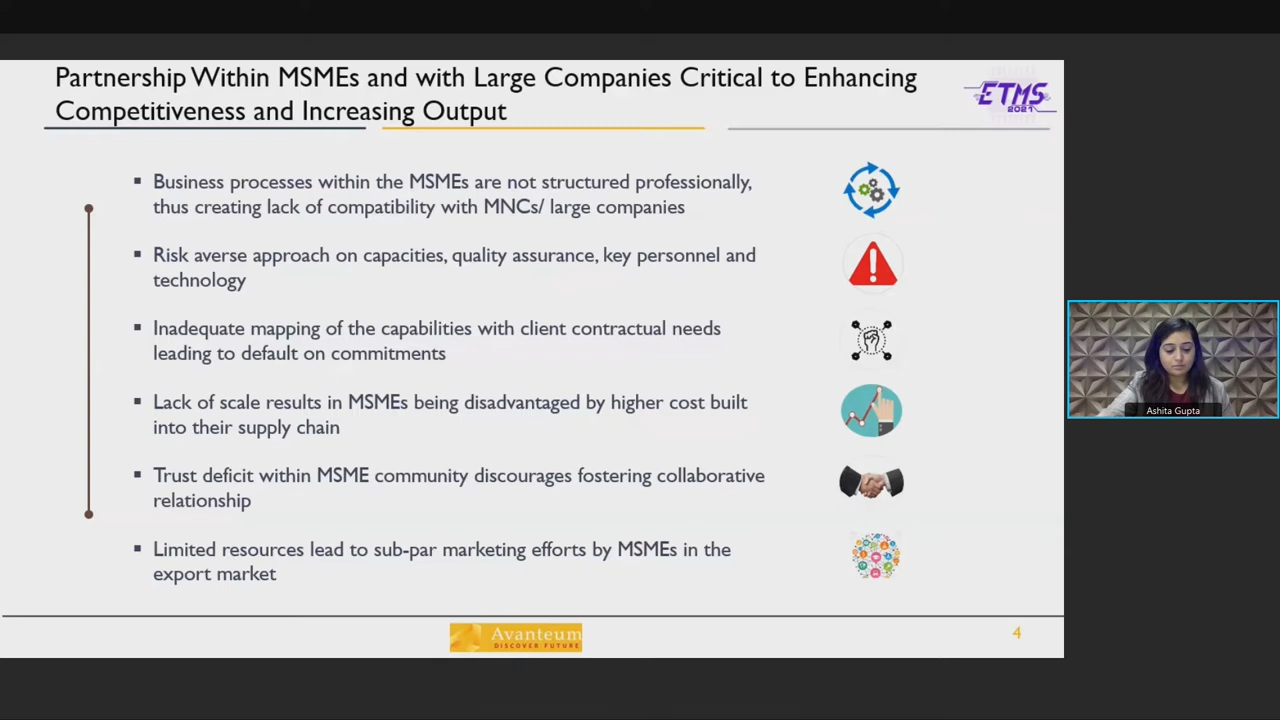 Partnership Within MSMEs and with Large Companies Critical to Enhancing
Competitiveness and Increasing Output
ETMS
2021
▪ Business processes within the MSMEs are not structured professionally,
thus creating lack of compatibility with MNCs/ large companies
▪ Risk averse approach on capacities, quality assurance, key personnel and
technology
▪ Inadequate mapping of the capabilities with client contractual needs
leading to default on commitments
▪ Lack of scale results in MSMEs being disadvantaged by higher cost built
into their supply chain
▪ Trust deficit within MSME community discourages fostering collaborative
relationship
▪ Limited resources lead to sub-par marketing efforts by MSMEs in the
export market
Ashita Gupta
Avanteum
DISCOVER FUTURE
4